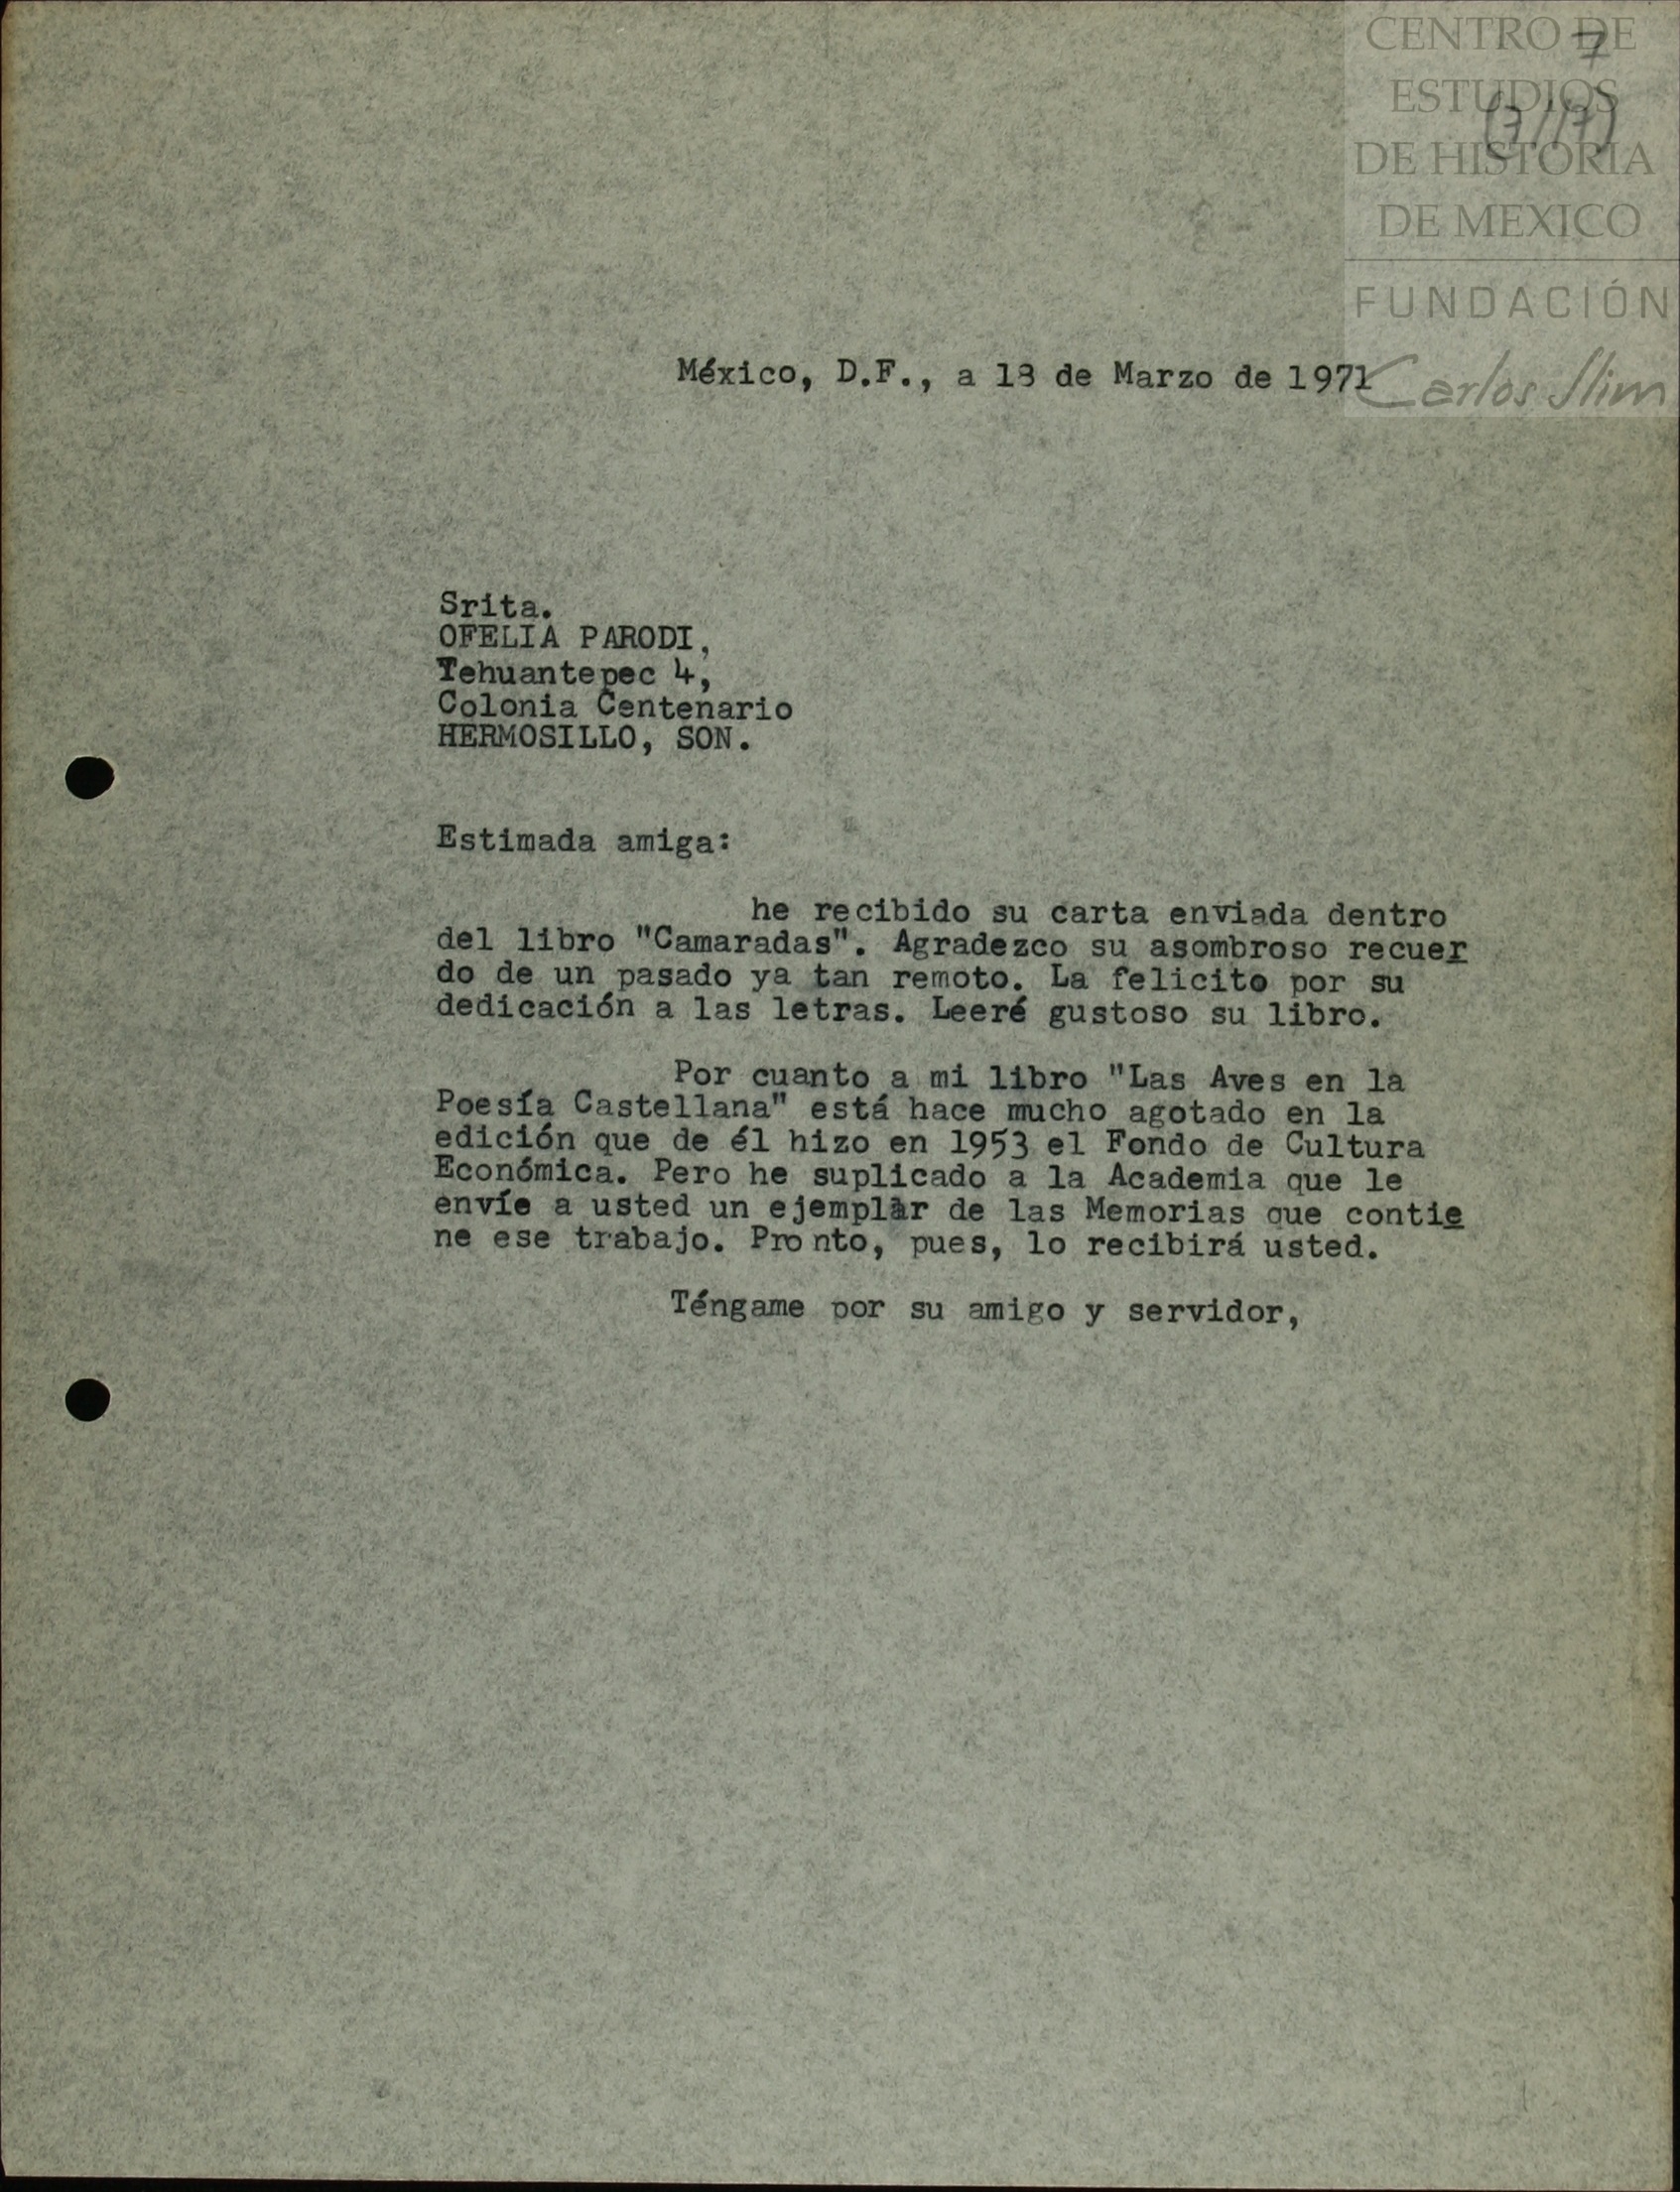 CENTRO DE
ESTUDIOS
DE HISTORIA
DE MEXICO
FUNDACIÓN
Carlos Slim
7
México, D.F., a 18 de Marzo de 1971
Srita.
OFELIA PARODI,
Tehuantepec 4,
Colonia Centenario
HERMOSILLO, SON.
Estimada amiga:
he recibido su carta enviada dentro
del libro "Camaradas". Agradezco su asombroso recuer
do de un pasado ya tan remoto. La felicito por su
dedicación a las letras. Leeré gustoso su libro.
Por cuanto a mi libro "Las Aves en la
Poesía Castellana" está hace mucho agotado en la
edición que de él hizo en 1953 el Fondo de Cultura
Económica. Pero he suplicado a la Academia que le
envíe a usted un ejemplar de las Memorias que contie
ne ese trabajo. Pronto, pues, lo recibirá usted.
Téngame por su amigo y servidor,